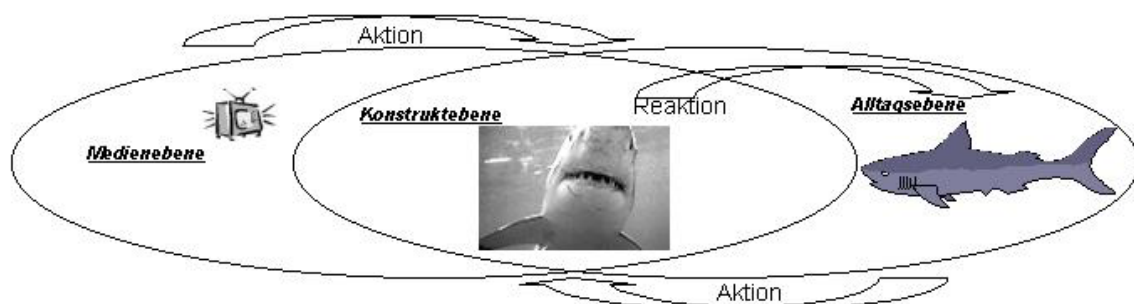 Aktion
Reaktion
Alltagsebene
Konstruktebene
Medienebene
Aktion